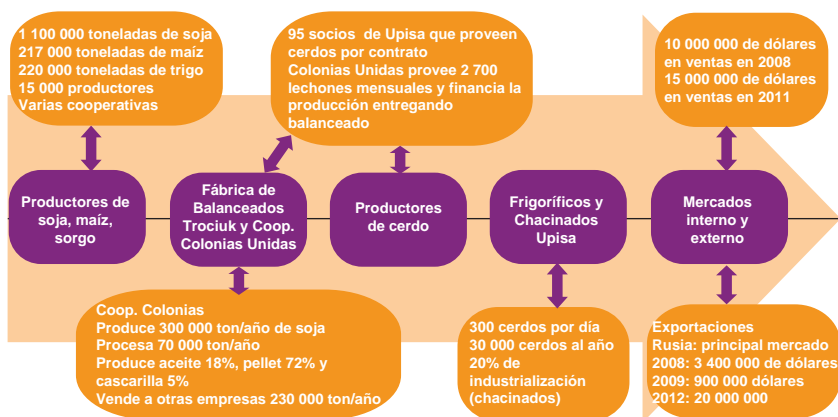 1 100 000 toneladas de soja
217 000 toneladas de maíz
220 000 toneladas de trigo
15 000 productores
Varias cooperativas
95 socios de Upisa que proveen
cerdos por contrato
Colonias Unidas provee 2 700
lechones mensuales y financía la
producción entregando
balanceado
10 000 000 de dólares
en ventas en 2008
15 000 000 de dólares
en ventas en 2011
Productores de
soja, maíz,
sorgo
Fábrica de
Balanceados
Trociuk y Coop.
Colonias Unidas
Productores
de cerdo
Frigoríficos y
Chacinados
Upisa
Mercados
interno y
externo
Coop. Colonias
Produce 300 000 ton/año de soja
Procesa 70 000 ton/año
Produce aceite 18%, pellet 72% y
cascarilla 5%
Vende a otras empresas 230 000 ton/año
300 cerdos por día
30 000 cerdos al año
20% de
industrialización
(chacinados)
Exportaciones
Rusia: principal mercado
2008: 3 400 000 de dólares
2009: 900 000 dólares
2012: 20 000 000